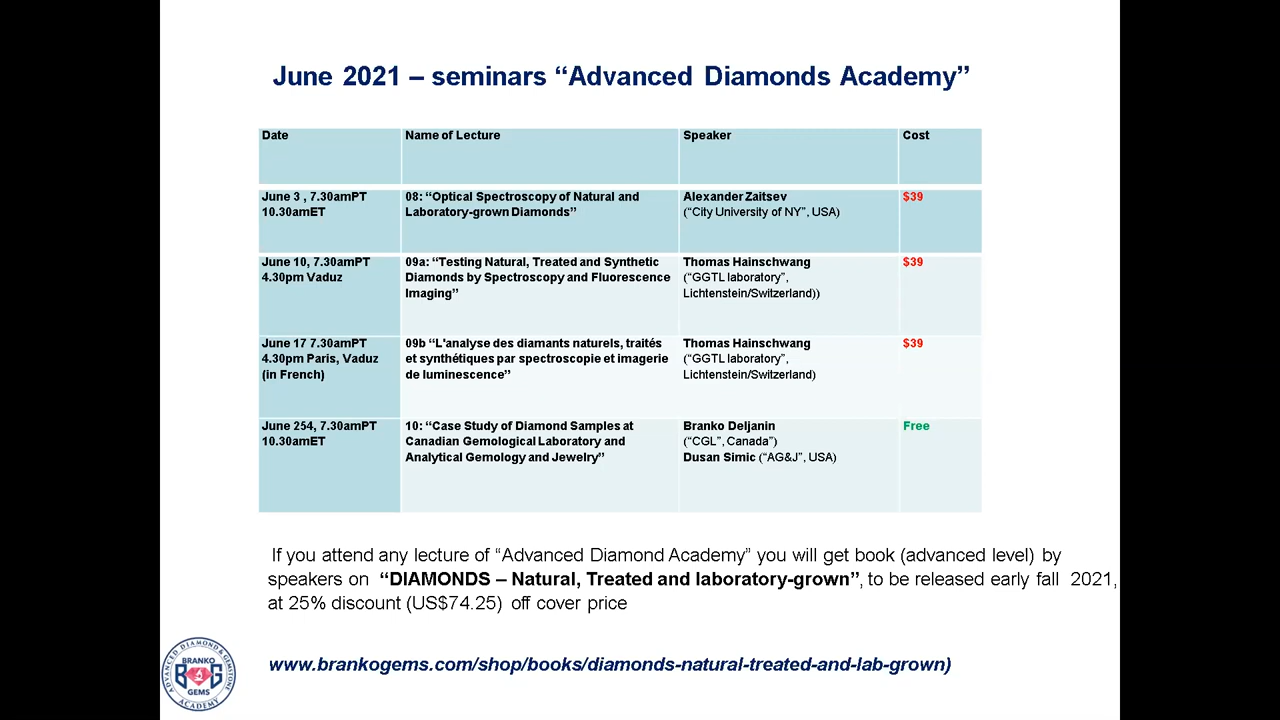 June 2021 – seminars “Advanced Diamonds Academy”
Date
Name of Lecture
Speaker
Cost
June 3 , 7.30amPT
10.30amET
08: “Optical Spectroscopy of Natural and
Laboratory-grown Diamonds”
Alexander Zaitsev
(“City University of NY”, USA)
$39
June 10, 7.30amPT
4.30pm Vaduz
09a: “Testing Natural, Treated and Synthetic
Diamonds by Spectroscopy and Fluorescence
Imaging”
Thomas Hainschwang
(“GGTL laboratory”,
Lichtenstein/Switzerland))
$39
June 17 7.30amPT
4.30pm Paris, Vaduz
(in French)
09b “L'analyse des diamants naturels, traités
et synthétiques par spectroscopie et imagerie
de luminescence”
Thomas Hainschwang
(“GGTL laboratory”,
Lichtenstein/Switzerland)
$39
June 254, 7.30amPT
10.30amET
10: “Case Study of Diamond Samples at
Canadian Gemological Laboratory and
Analytical Gemology and Jewelry”
Branko Deljanin
(“CGL”, Canada”)
Dusan Simic (“AG&J”, USA)
Free
If you attend any lecture of “Advanced Diamond Academy” you will get book (advanced level) by
speakers on “DIAMONDS – Natural, Treated and laboratory-grown”, to be released early fall 2021,
at 25% discount (US$74.25) off cover price
www.brankogems.com/shop/books/diamonds-natural-treated-and-lab-grown)
ADVANCED DIAMOND & GEMSTONE
BRANKO
BG
GEMS
ACADEMY